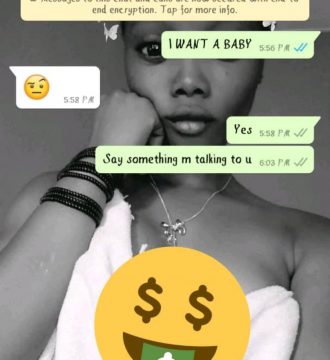 Messages to this chat and calls are now secured with end-to-
end encryption. Tap for more info.
I WANT A BABY 5:56 PM
5:58 PM
Yes 5:58 PM
Say something m talking to u 6:03 PM
$ $